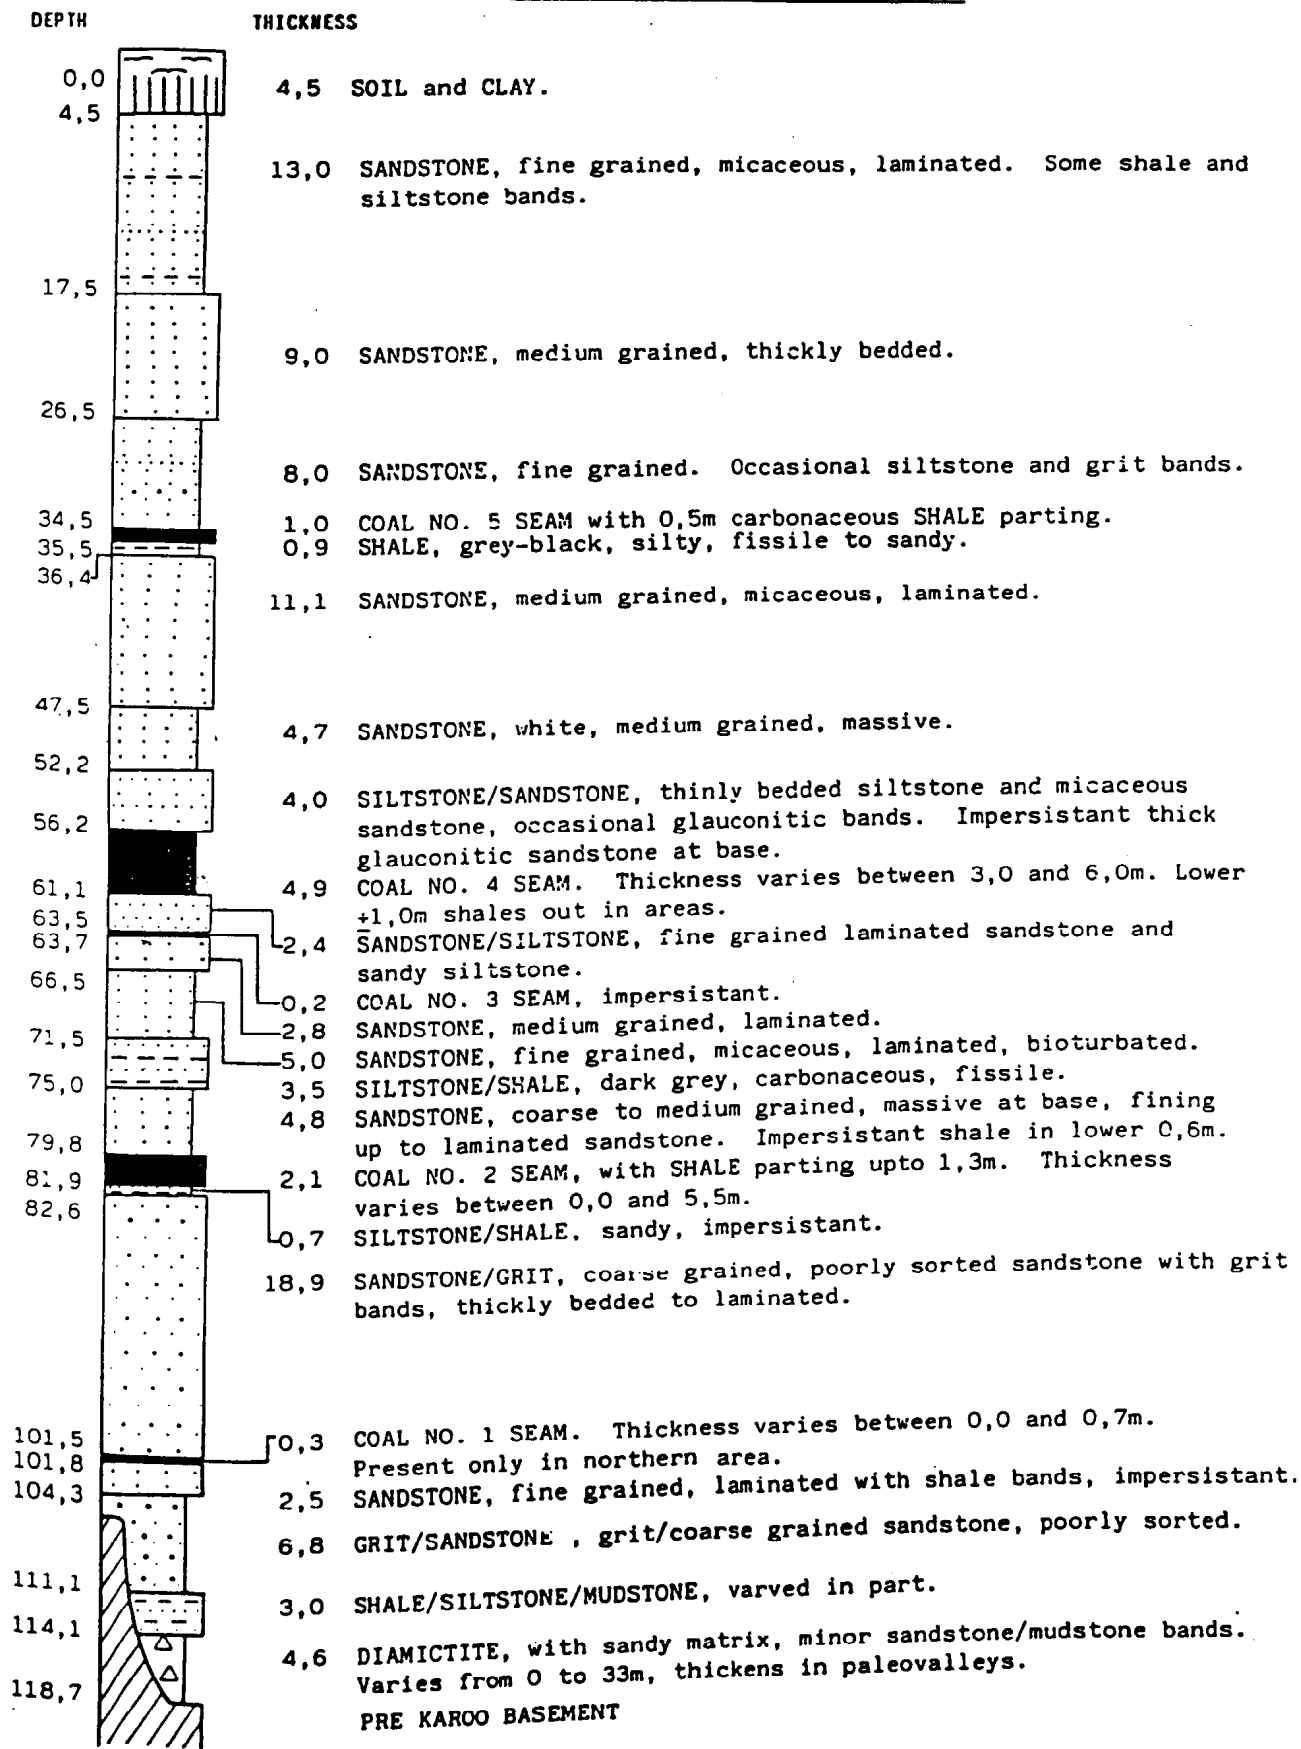 DEPTH THICKNESS
0,0
4,5 SOIL and CLAY.
4,5
13,0 SANDSTONE, fine grained, micaceous, laminated. Some shale and
siltstone bands.
17,5
9,0 SANDSTONE, medium grained, thickly bedded.
26,5
8,0 SANDSTONE, fine grained. Occasional siltstone and grit bands.
34,5
1,0 COAL NO. 5 SEAM with 0,5m carbonaceous SHALE parting.
35,5
0,9 SHALE, grey-black, silty, fissile to sandy.
36,4
11,1 SANDSTONE, medium grained, micaceous, laminated.
47,5
4,7 SANDSTONE, white, medium grained, massive.
52,2
4,0 SILTSTONE/SANDSTONE, thinly bedded siltstone and micaceous
sandstone, occasional glauconitic bands. Impersistant thick
glauconitic sandstone at base.
56,2
4,9 COAL NO. 4 SEAM. Thickness varies between 3,0 and 6,0m. Lower
±1,0m shales out in areas.
61,1
2,4 SANDSTONE/SILTSTONE, fine grained laminated sandstone and
sandy siltstone.
63,5
0,2 COAL NO. 3 SEAM, impersistant.
63,7
2,8 SANDSTONE, medium grained, laminated.
66,5
5,0 SANDSTONE, fine grained, micaceous, laminated, bioturbated.
71,5
3,5 SILTSTONE/SHALE, dark grey, carbonaceous, fissile.
75,0
4,8 SANDSTONE, coarse to medium grained, massive at base, fining
up to laminated sandstone. Impersistant shale in lower 0,6m.
79,8
2,1 COAL NO. 2 SEAM, with SHALE parting upto 1,3m. Thickness
varies between 0,0 and 5,5m.
81,9
0,7 SILTSTONE/SHALE, sandy, impersistant.
82,6
18,9 SANDSTONE/GRIT, coarse grained, poorly sorted sandstone with grit
bands, thickly bedded to laminated.
101,5
0,3 COAL NO. 1 SEAM. Thickness varies between 0,0 and 0,7m.
Present only in northern area.
101,8
2,5 SANDSTONE, fine grained, laminated with shale bands, impersistant.
104,3
6,8 GRIT/SANDSTONE , grit/coarse grained sandstone, poorly sorted.
111,1
3,0 SHALE/SILTSTONE/MUDSTONE, varved in part.
114,1
4,6 DIAMICTITE, with sandy matrix, minor sandstone/mudstone bands.
Varies from 0 to 33m, thickens in paleovalleys.
118,7
PRE KAROO BASEMENT